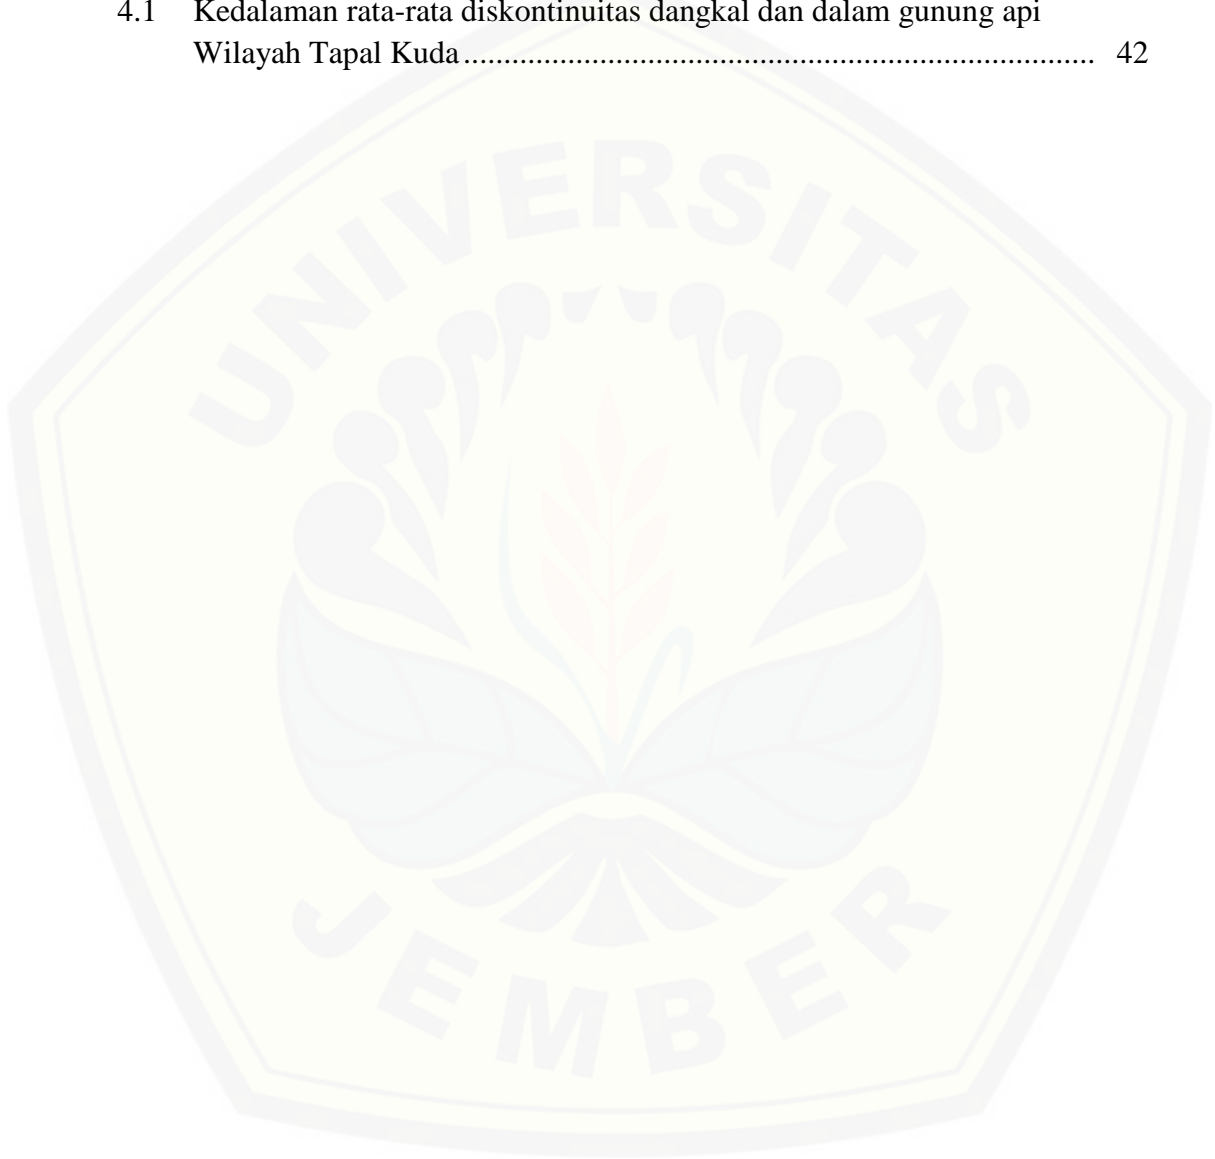 4.1 Kedalaman rata-rata diskontinuitas dangkal dan dalam gunung api
Wilayah Tapal Kuda ................................................................................ 42
UNIVERSITAS
JEMBER